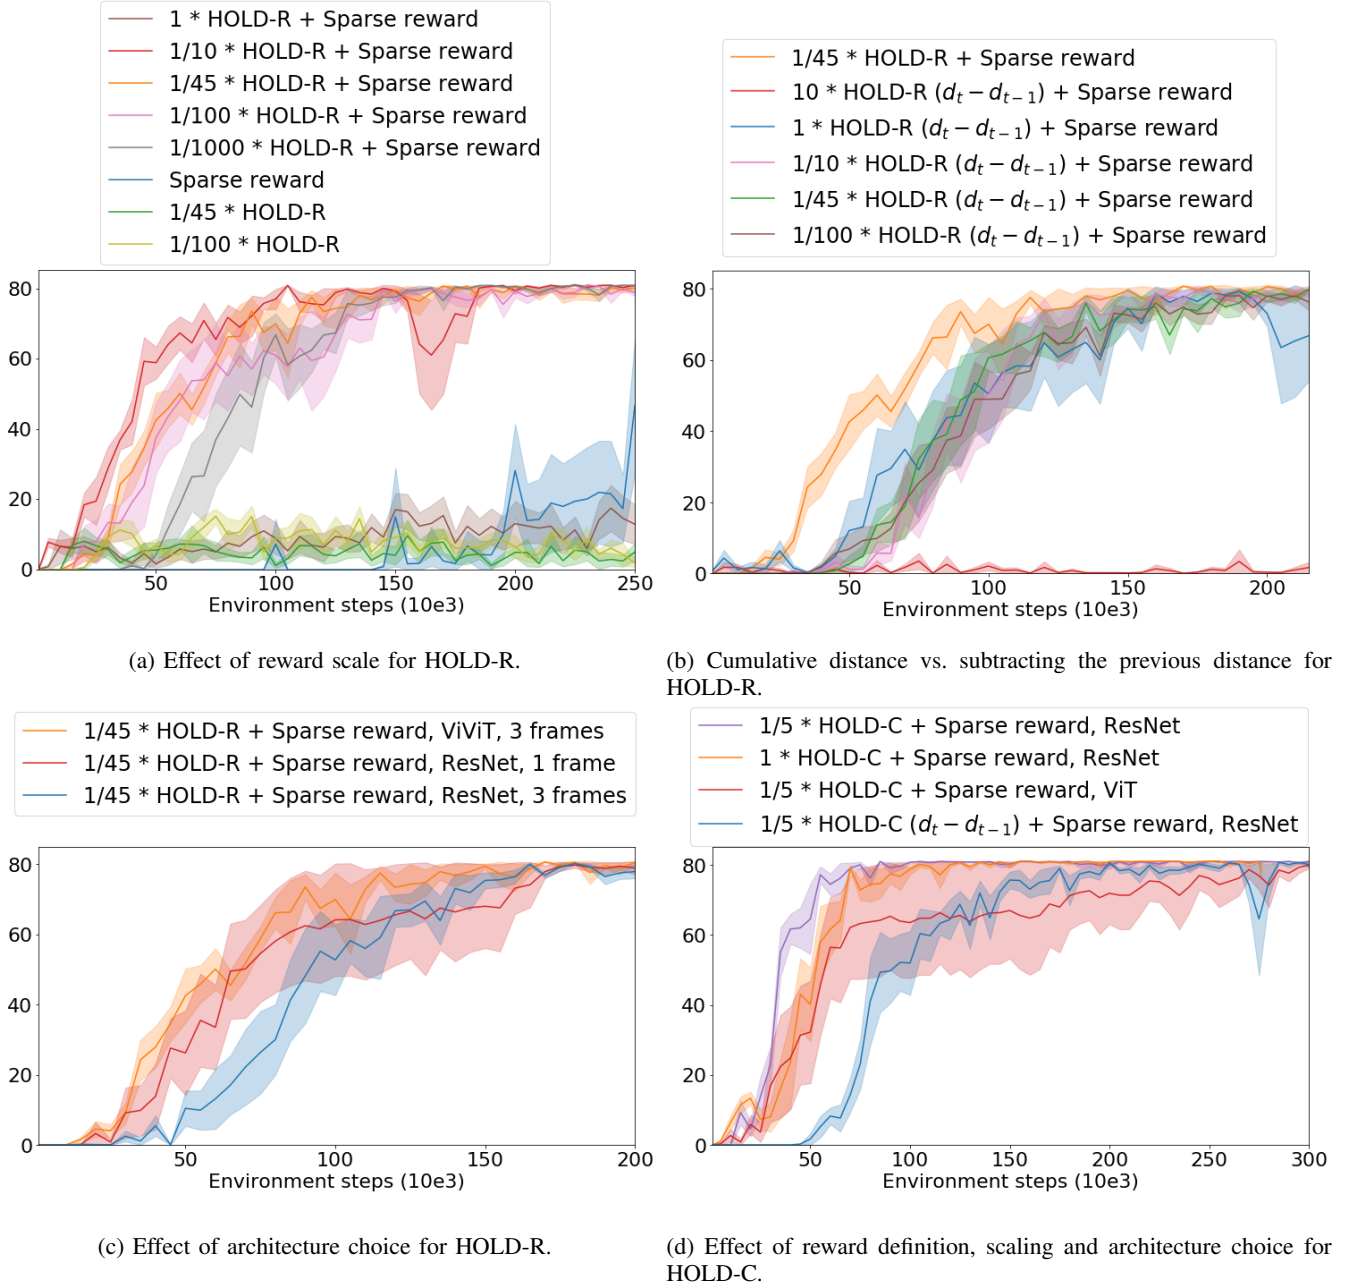 1 * HOLD-R + Sparse reward
1/10 * HOLD-R + Sparse reward
1/45 * HOLD-R + Sparse reward
1/100 * HOLD-R + Sparse reward
1/1000 * HOLD-R + Sparse reward
Sparse reward
1/45 * HOLD-R
1/100 * HOLD-R
80
60
40
20
0
50 100 150 200 250
Environment steps (10e3)
(a) Effect of reward scale for HOLD-R.
1/45 * HOLD-R + Sparse reward
10 * HOLD-R (d_t − d_{t−1}) + Sparse reward
1 * HOLD-R (d_t − d_{t−1}) + Sparse reward
1/10 * HOLD-R (d_t − d_{t−1}) + Sparse reward
1/45 * HOLD-R (d_t − d_{t−1}) + Sparse reward
1/100 * HOLD-R (d_t − d_{t−1}) + Sparse reward
80
60
40
20
0
50 100 150 200
Environment steps (10e3)
(b) Cumulative distance vs. subtracting the previous distance for
HOLD-R.
1/45 * HOLD-R + Sparse reward, ViViT, 3 frames
1/45 * HOLD-R + Sparse reward, ResNet, 1 frame
1/45 * HOLD-R + Sparse reward, ResNet, 3 frames
80
60
40
20
0
50 100 150 200
Environment steps (10e3)
(c) Effect of architecture choice for HOLD-R.
1/5 * HOLD-C + Sparse reward, ResNet
1 * HOLD-C + Sparse reward, ResNet
1/5 * HOLD-C + Sparse reward, ViT
1/5 * HOLD-C (d_t − d_{t−1}) + Sparse reward, ResNet
80
60
40
20
0
50 100 150 200 250 300
Environment steps (10e3)
(d) Effect of reward definition, scaling and architecture choice for
HOLD-C.